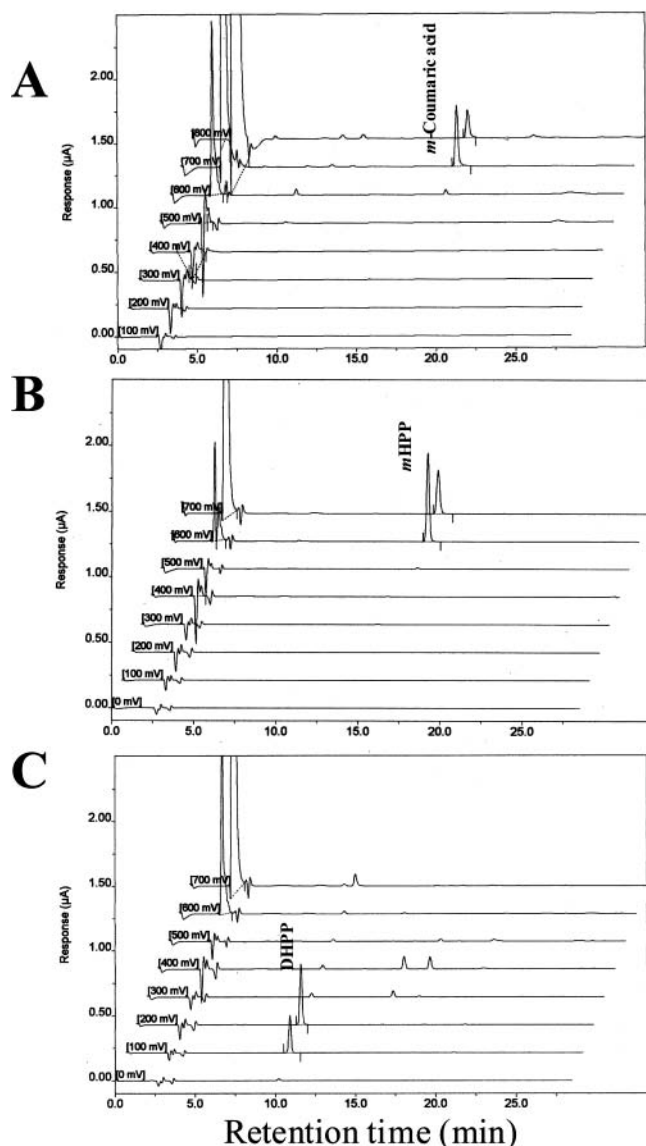 A
Response (µA)
2.00
m-Coumaric acid
[800 mV]
1.50
[700 mV]
[600 mV]
1.00
[500 mV]
[400 mV]
0.50
[300 mV]
[200 mV]
0.00
[100 mV]
0.0 5.0 10.0 15.0 20.0 25.0
B
Response (µA)
2.00
mHPP
1.50
[700 mV]
[600 mV]
1.00
[500 mV]
[400 mV]
[300 mV]
0.50
[200 mV]
[100 mV]
0.00
[0 mV]
0.0 5.0 10.0 15.0 20.0 25.0
C
Response (µA)
2.00
1.50
[700 mV]
[600 mV]
1.00
[500 mV]
DHPP
[400 mV]
[300 mV]
0.50
[200 mV]
[100 mV]
0.00
[0 mV]
0.0 5.0 10.0 15.0 20.0 25.0
Retention time (min)